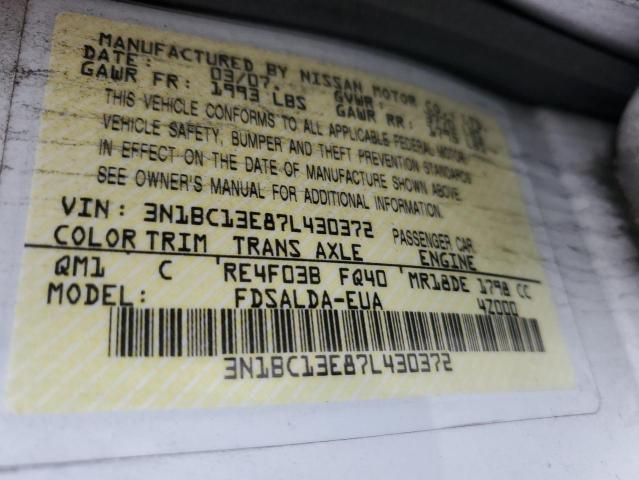 MANUFACTURED BY NISSAN MOTOR CO., LTD.
DATE: 03/07 GVWR:
GAWR FR: 1993 LBS GAWR RR: LBS
THIS VEHICLE CONFORMS TO ALL APPLICABLE FEDERAL MOTOR
VEHICLE SAFETY, BUMPER AND THEFT PREVENTION STANDARDS
IN EFFECT ON THE DATE OF MANUFACTURE SHOWN ABOVE.
SEE OWNER'S MANUAL FOR ADDITIONAL INFORMATION.
VIN: 3N1BC13E87L430372 PASSENGER CAR
COLOR TRIM TRANS AXLE ENGINE
QM1 C RE4F03B FQ40 MR18DE 1798 CC
MODEL: FDSALDA-EUA 4Z000
3N1BC13E87L430372